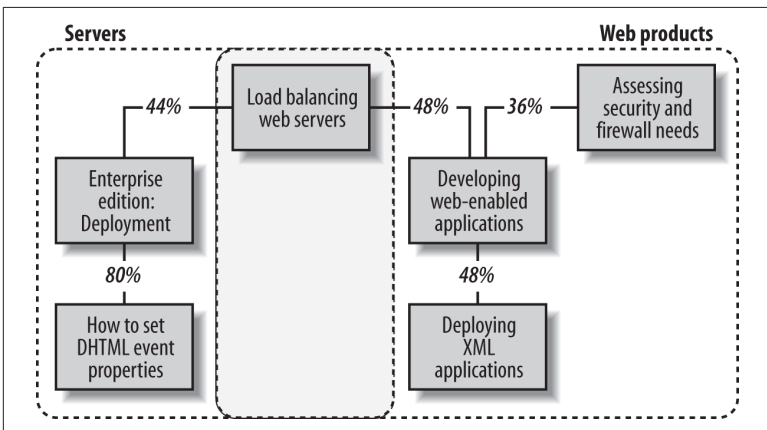 Servers
Web products
Load balancing
web servers
Assessing
security and
firewall needs
44%
48%
36%
Enterprise
edition:
Deployment
Developing
web-enabled
applications
80%
48%
How to set
DHTML event
properties
Deploying
XML
applications